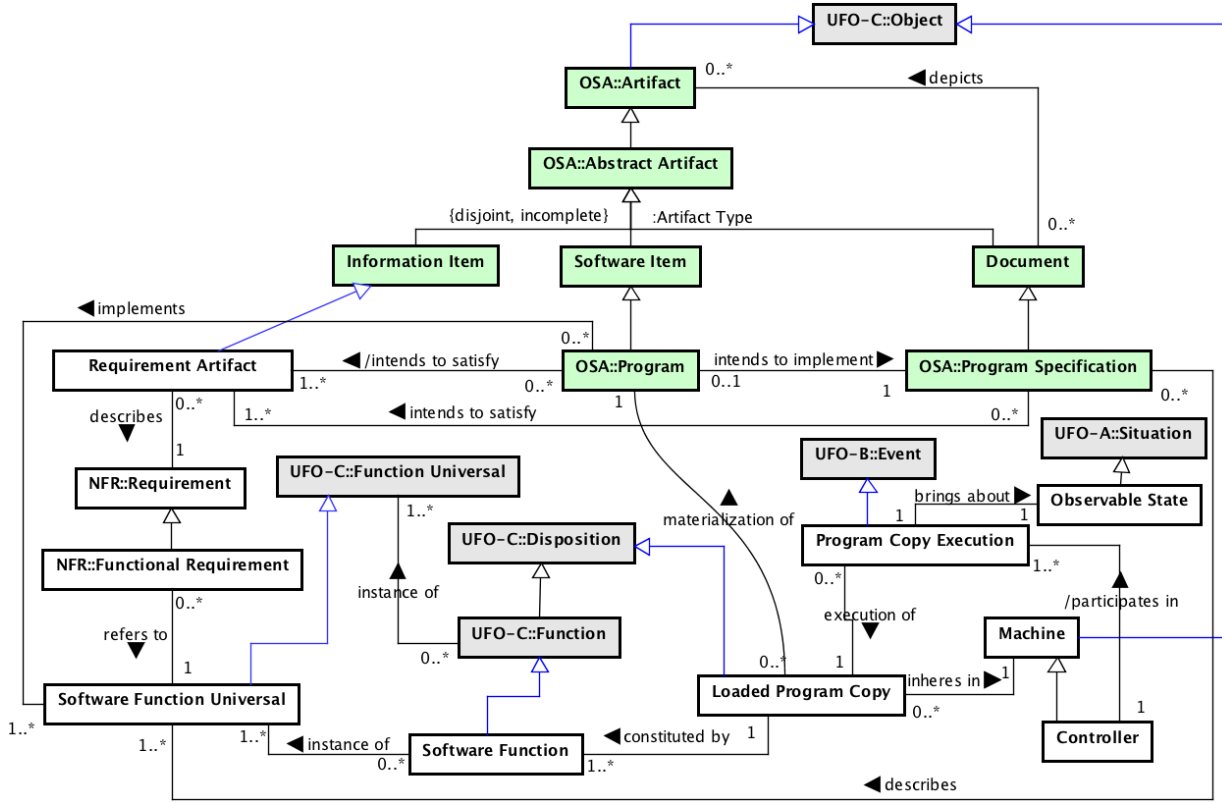 UFO-C::Object
0..*
◀ depicts
OSA::Artifact
OSA::Abstract Artifact
{disjoint, incomplete}
:Artifact Type
0..*
Information Item
Software Item
Document
◀ implements
0..*
Requirement Artifact
◀ /intends to satisfy
OSA::Program
intends to implement ▶
OSA::Program Specification
1..*
0..*
0..1
1
0..*
0..*
1..*
◀ intends to satisfy
1
0..*
describes
▼
1
UFO-A::Situation
UFO-B::Event
UFO-C::Function Universal
NFR::Requirement
1..*
brings about ▶
Observable State
1
1
materialization of
▲
UFO-C::Disposition
Program Copy Execution
NFR::Functional Requirement
0..*
0..*
1..*
instance of
▲
/participates in
▲
execution of
▼
refers to
▼
UFO-C::Function
Machine
0..*
1
0..*
1
Software Function Universal
Loaded Program Copy
inheres in ▶
1
0..*
1
1..*
1..*
1..*
◀ instance of
0..*
Software Function
1..*
◀ constituted by
1
Controller
◀ describes